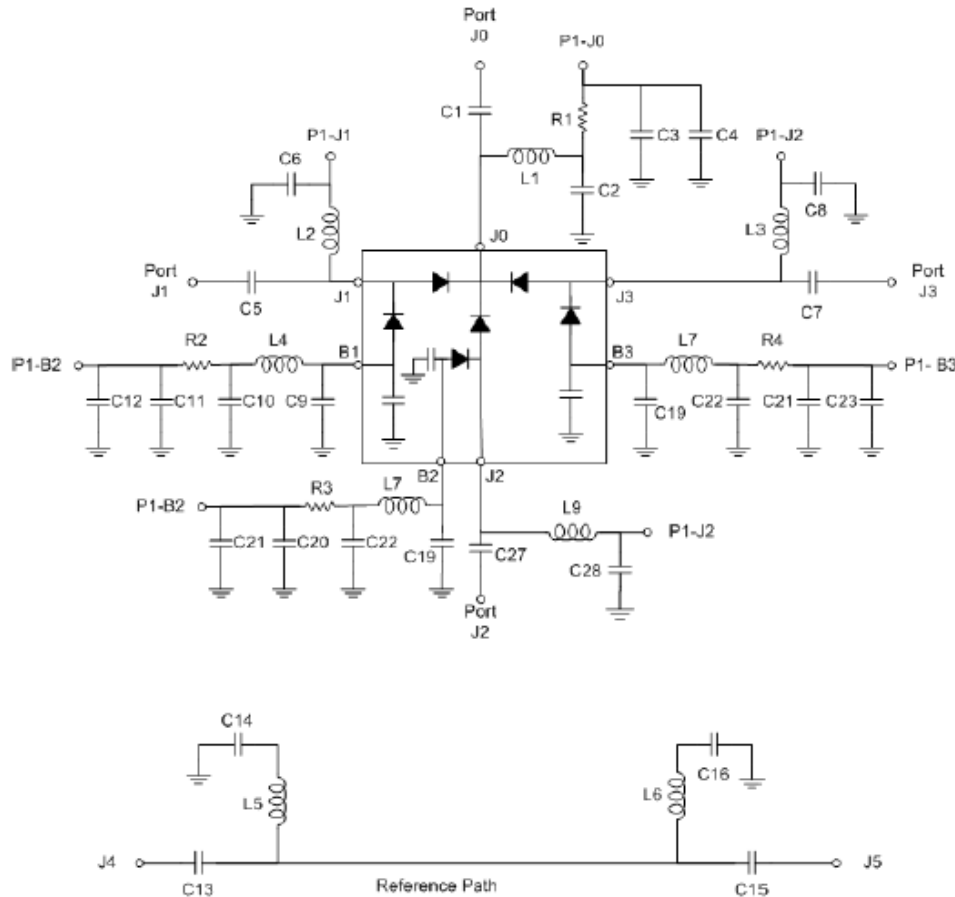 Port
J0
P1-J0
C1
R1
C3
C4
P1-J1
P1-J2
C6
L1
C2
C8
L2
L3
J0
Port
J1
C5
J1
J3
C7
Port
J3
P1-B2
R2
L4
B1
B3
L7
R4
P1- B3
C12
C11
C10
C9
C19
C22
C21
C23
B2
J2
P1-B2
R3
L7
L9
P1-J2
C21
C20
C22
C19
C27
C28
Port
J2
C14
C16
L5
L6
J4
C13
Reference Path
C15
J5